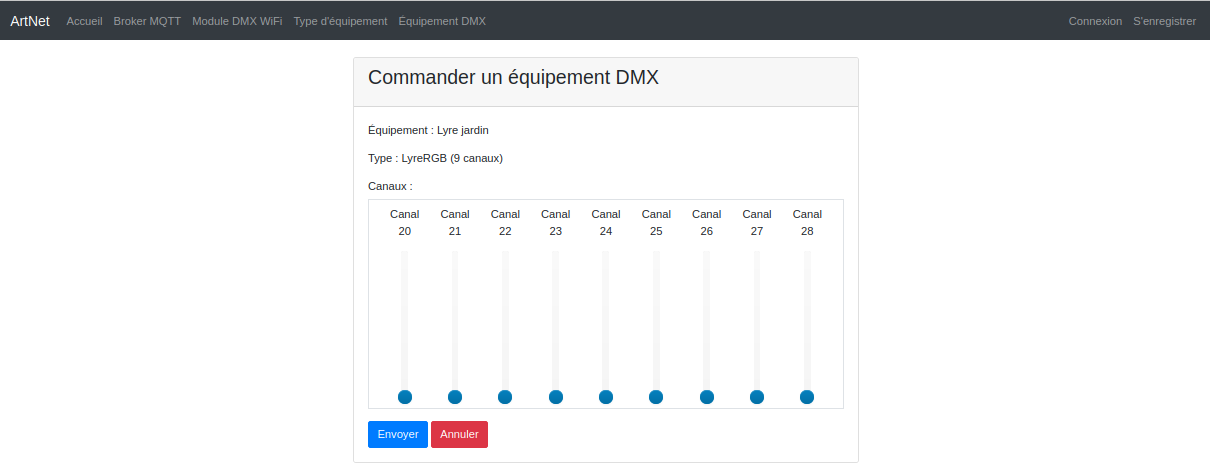 ArtNet Accueil Broker MQTT Module DMX WiFi Type d'équipement Équipement DMX Connexion S'enregistrer
Commander un équipement DMX
Équipement : Lyre jardin
Type : LyreRGB (9 canaux)
Canaux :
Canal Canal Canal Canal Canal Canal Canal Canal Canal
20 21 22 23 24 25 26 27 28
Envoyer Annuler